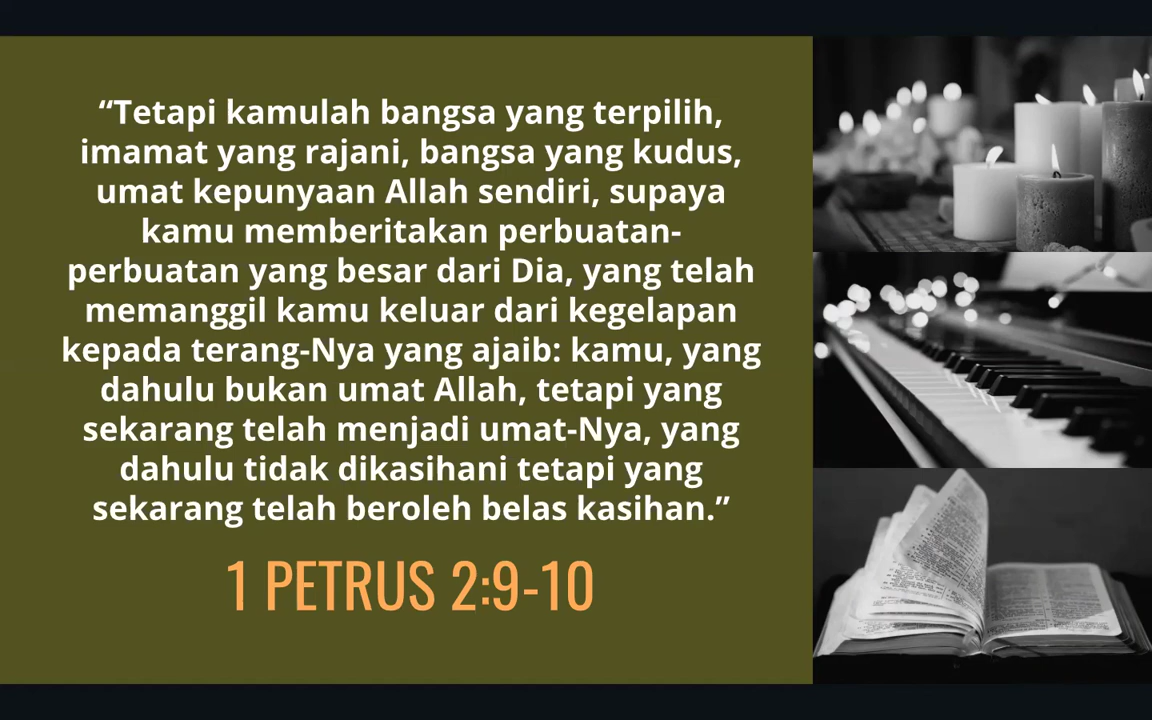 “Tetapi kamulah bangsa yang terpilih,
imamat yang rajani, bangsa yang kudus,
umat kepunyaan Allah sendiri, supaya
kamu memberitakan perbuatan-
perbuatan yang besar dari Dia, yang telah
memanggil kamu keluar dari kegelapan
kepada terang-Nya yang ajaib: kamu, yang
dahulu bukan umat Allah, tetapi yang
sekarang telah menjadi umat-Nya, yang
dahulu tidak dikasihani tetapi yang
sekarang telah beroleh belas kasihan.”
1 PETRUS 2:9-10